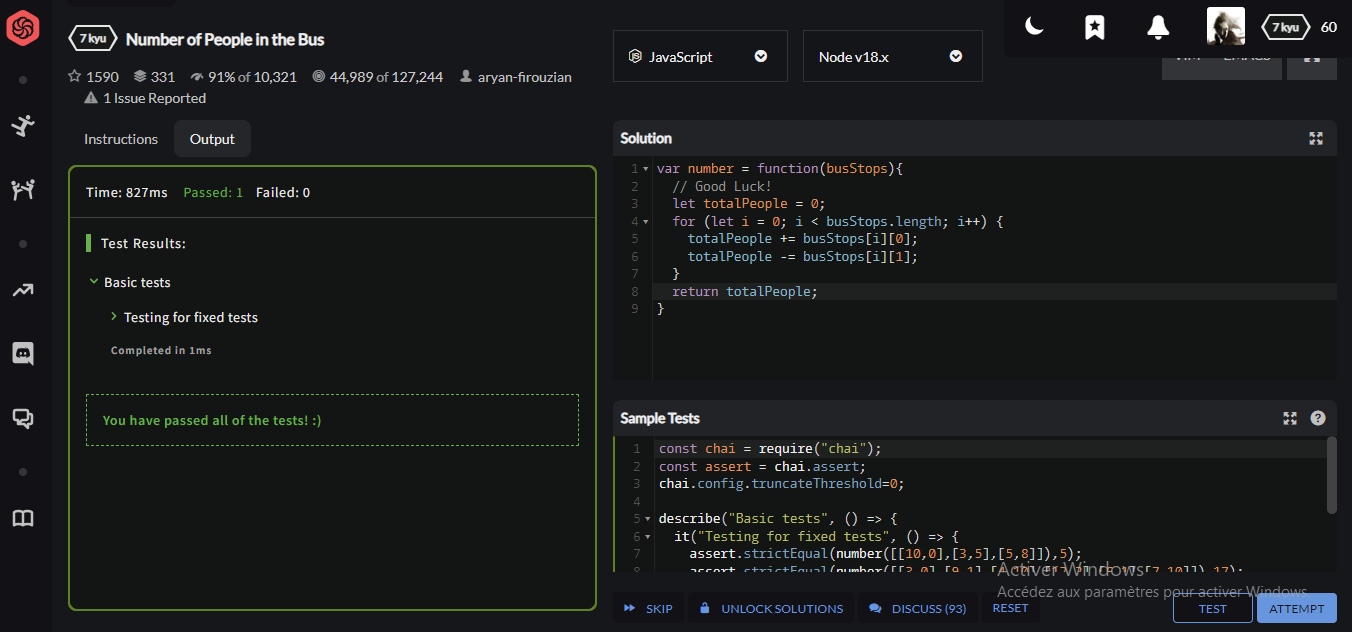 7 kyu
Number of People in the Bus
1590 331 91% of 10,321 44,989 of 127,244 aryan-firouzian
1 Issue Reported
Instructions
Output
Time: 827ms Passed: 1 Failed: 0
Test Results:
Basic tests
Testing for fixed tests
Completed in 1ms
You have passed all of the tests! :)
JavaScript
Node v18.x
7 kyu
60
VIM
EMACS
Solution
1 var number = function(busStops){
2 // Good Luck!
3 let totalPeople = 0;
4 for (let i = 0; i < busStops.length; i++) {
5 totalPeople += busStops[i][0];
6 totalPeople -= busStops[i][1];
7 }
8 return totalPeople;
9 }
Sample Tests
?
1 const chai = require("chai");
2 const assert = chai.assert;
3 chai.config.truncateThreshold=0;
4
5 describe("Basic tests", () => {
6 it("Testing for fixed tests", () => {
7 assert.strictEqual(number([[10,0],[3,5],[5,8]]),5);
8 assert.strictEqual(number([[3,0],[9,1],
Activer Windows
Accédez aux paramètres pour activer Windows.
SKIP
UNLOCK SOLUTIONS
DISCUSS (93)
RESET
TEST
ATTEMPT